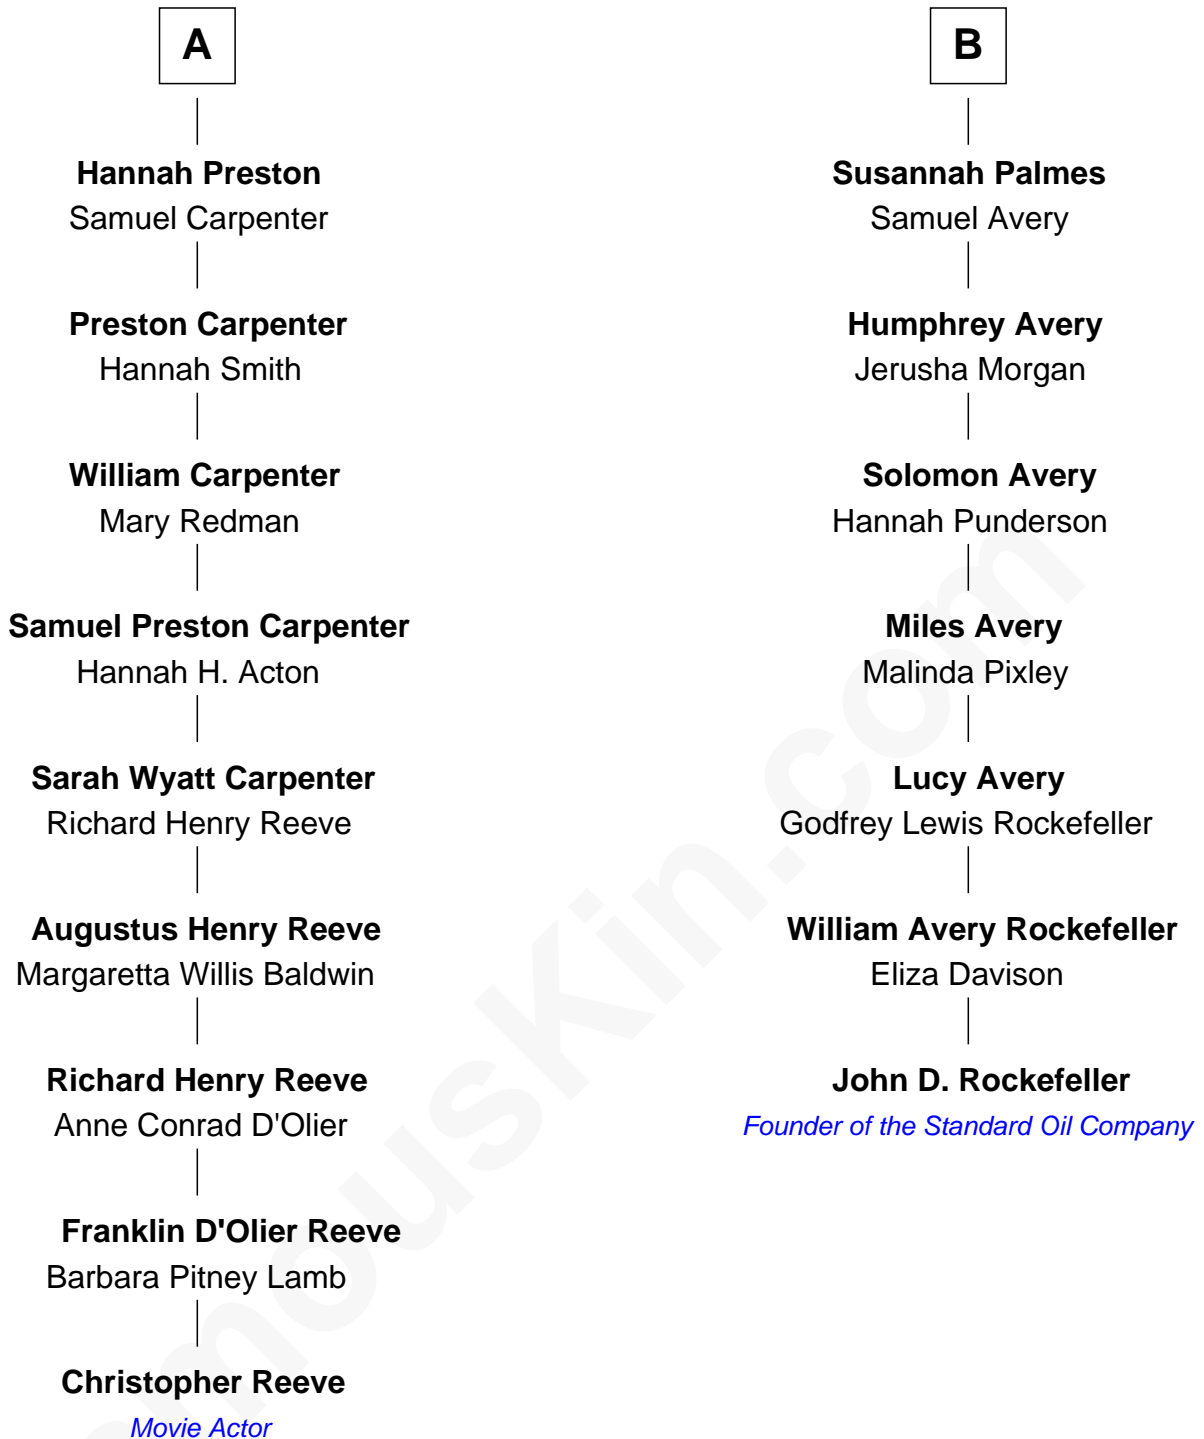 A
Hannah Preston
Samuel Carpenter
Preston Carpenter
Hannah Smith
William Carpenter
Mary Redman
Samuel Preston Carpenter
Hannah H. Acton
Sarah Wyatt Carpenter
Richard Henry Reeve
Augustus Henry Reeve
Margaretta Willis Baldwin
Richard Henry Reeve
Anne Conrad D'Olier
Franklin D'Olier Reeve
Barbara Pitney Lamb
Christopher Reeve
Movie Actor
B
Susannah Palmes
Samuel Avery
Humphrey Avery
Jerusha Morgan
Solomon Avery
Hannah Punderson
Miles Avery
Malinda Pixley
Lucy Avery
Godfrey Lewis Rockefeller
William Avery Rockefeller
Eliza Davison
John D. Rockefeller
Founder of the Standard Oil Company
mousKin.com